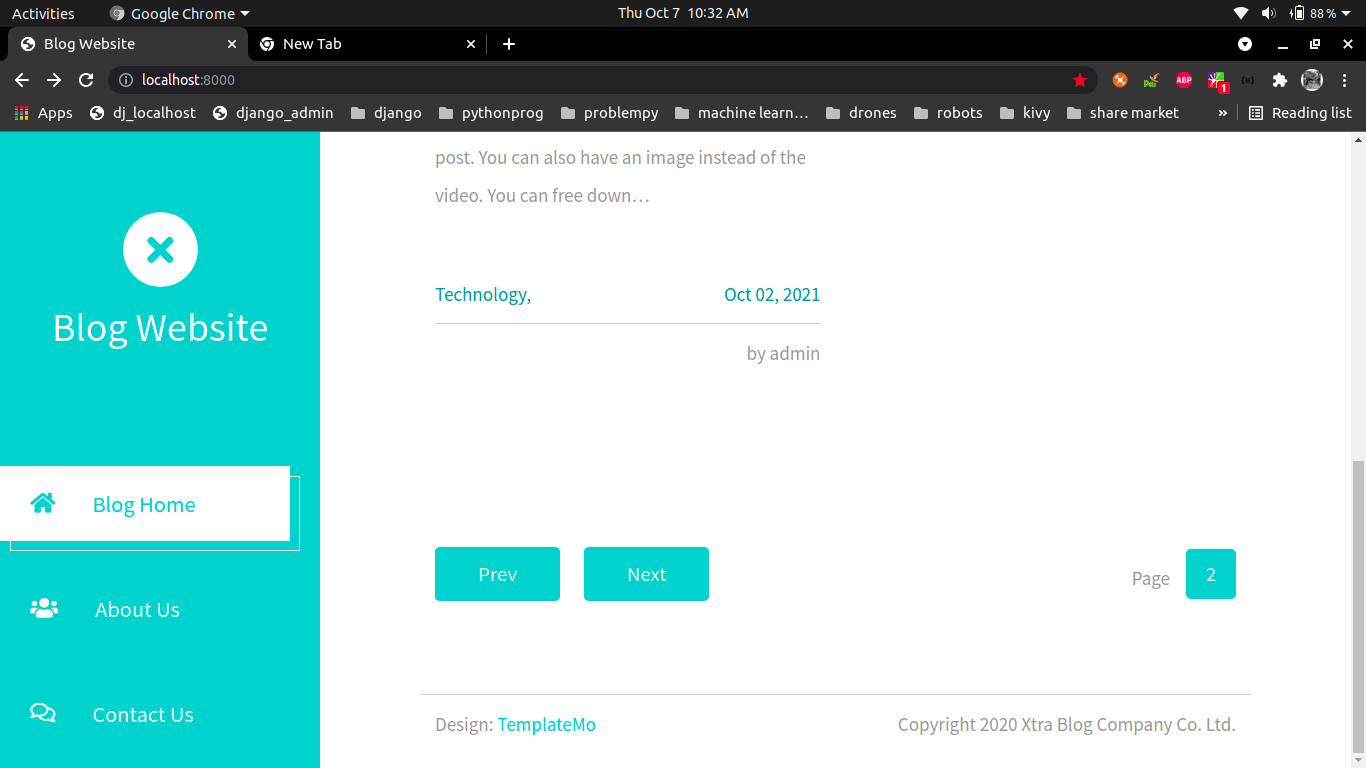 Activities Google Chrome Thu Oct 7 10:32 AM 88 %
Blog Website New Tab
localhost:8000
ABP 1
Apps dj_localhost django_admin django pythonprog problempy machine learn… drones robots kivy share market » Reading list
post. You can also have an image instead of the
video. You can free down…
Technology, Oct 02, 2021
by admin
Blog Website
Blog Home
About Us
Contact Us
Prev Next Page 2
Design: TemplateMo Copyright 2020 Xtra Blog Company Co. Ltd.